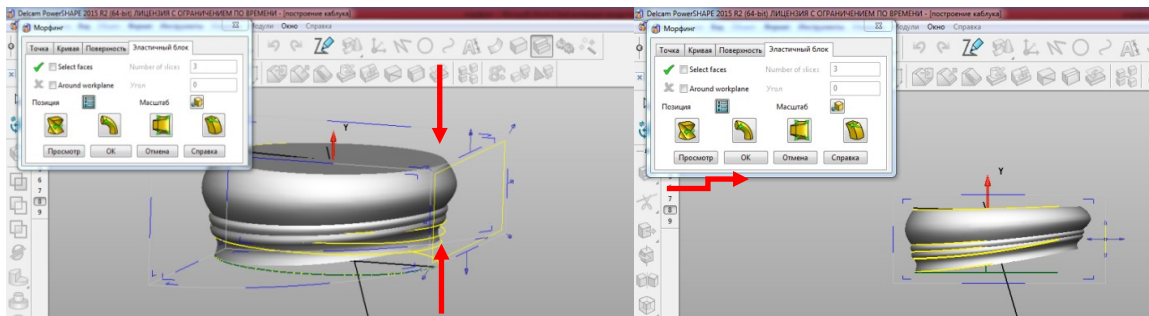 Delcam PowerSHAPE 2015 R2 (64-bit) ЛИЦЕНЗИЯ С ОГРАНИЧЕНИЕМ ПО ВРЕМЕНИ - [построение каблука]
Морфинг
Окно Справка
Точка Кривая Поверхность Эластичный блок
Select faces Number of slices 3
Around workplane Угол 0
Позиция Масштаб
Просмотр OK Отмена Справка
Y
6
7
8
9
Delcam PowerSHAPE 2015 R2 (64-bit) ЛИЦЕНЗИЯ С ОГРАНИЧЕНИЕМ ПО ВРЕМЕНИ - [построение каблука]
Морфинг
Модули Окно Справка
Точка Кривая Поверхность Эластичный блок
Select faces Number of slices 3
Around workplane Угол 0
Позиция Масштаб
Просмотр OK Отмена Справка
Y
7
8
9